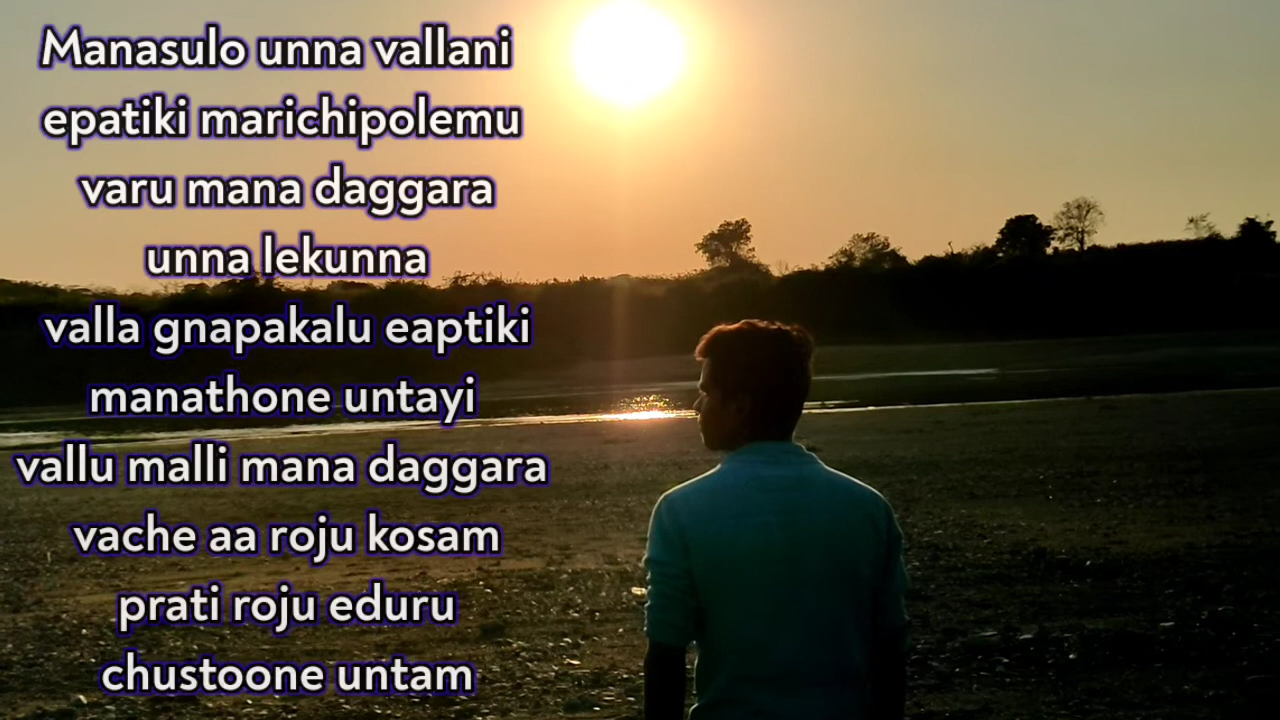 Manasulo unna vallani
epatiki marichipolemu
varu mana daggara
unna lekunna
valla gnapakalu eaptiki
manathone untayi
vallu malli mana daggara
vache aa roju kosam
prati roju eduru
chustoone untam